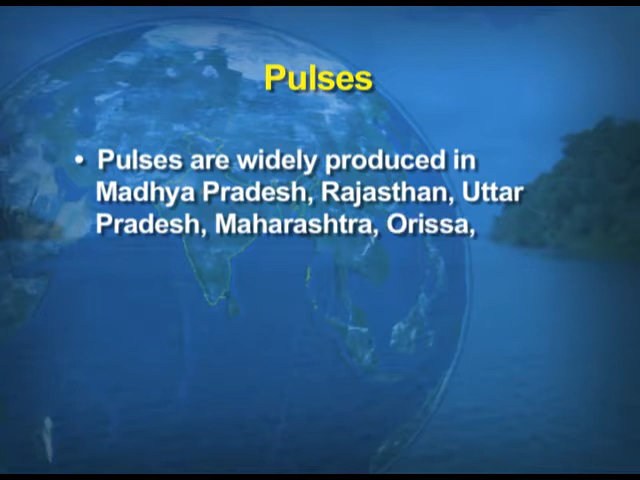 Pulses
• Pulses are widely produced in
Madhya Pradesh, Rajasthan, Uttar
Pradesh, Maharashtra, Orissa,